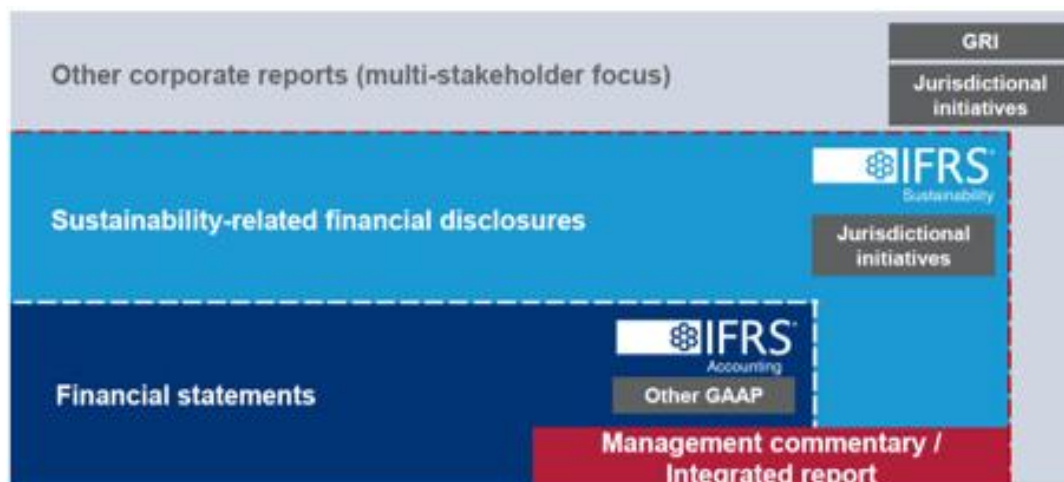 GRI
Other corporate reports (multi-stakeholder focus)
Jurisdictional
initiatives
IFRS
Sustainability
Sustainability-related financial disclosures
Jurisdictional
initiatives
IFRS
Accounting
Financial statements
Other GAAP
Management commentary /
Integrated report